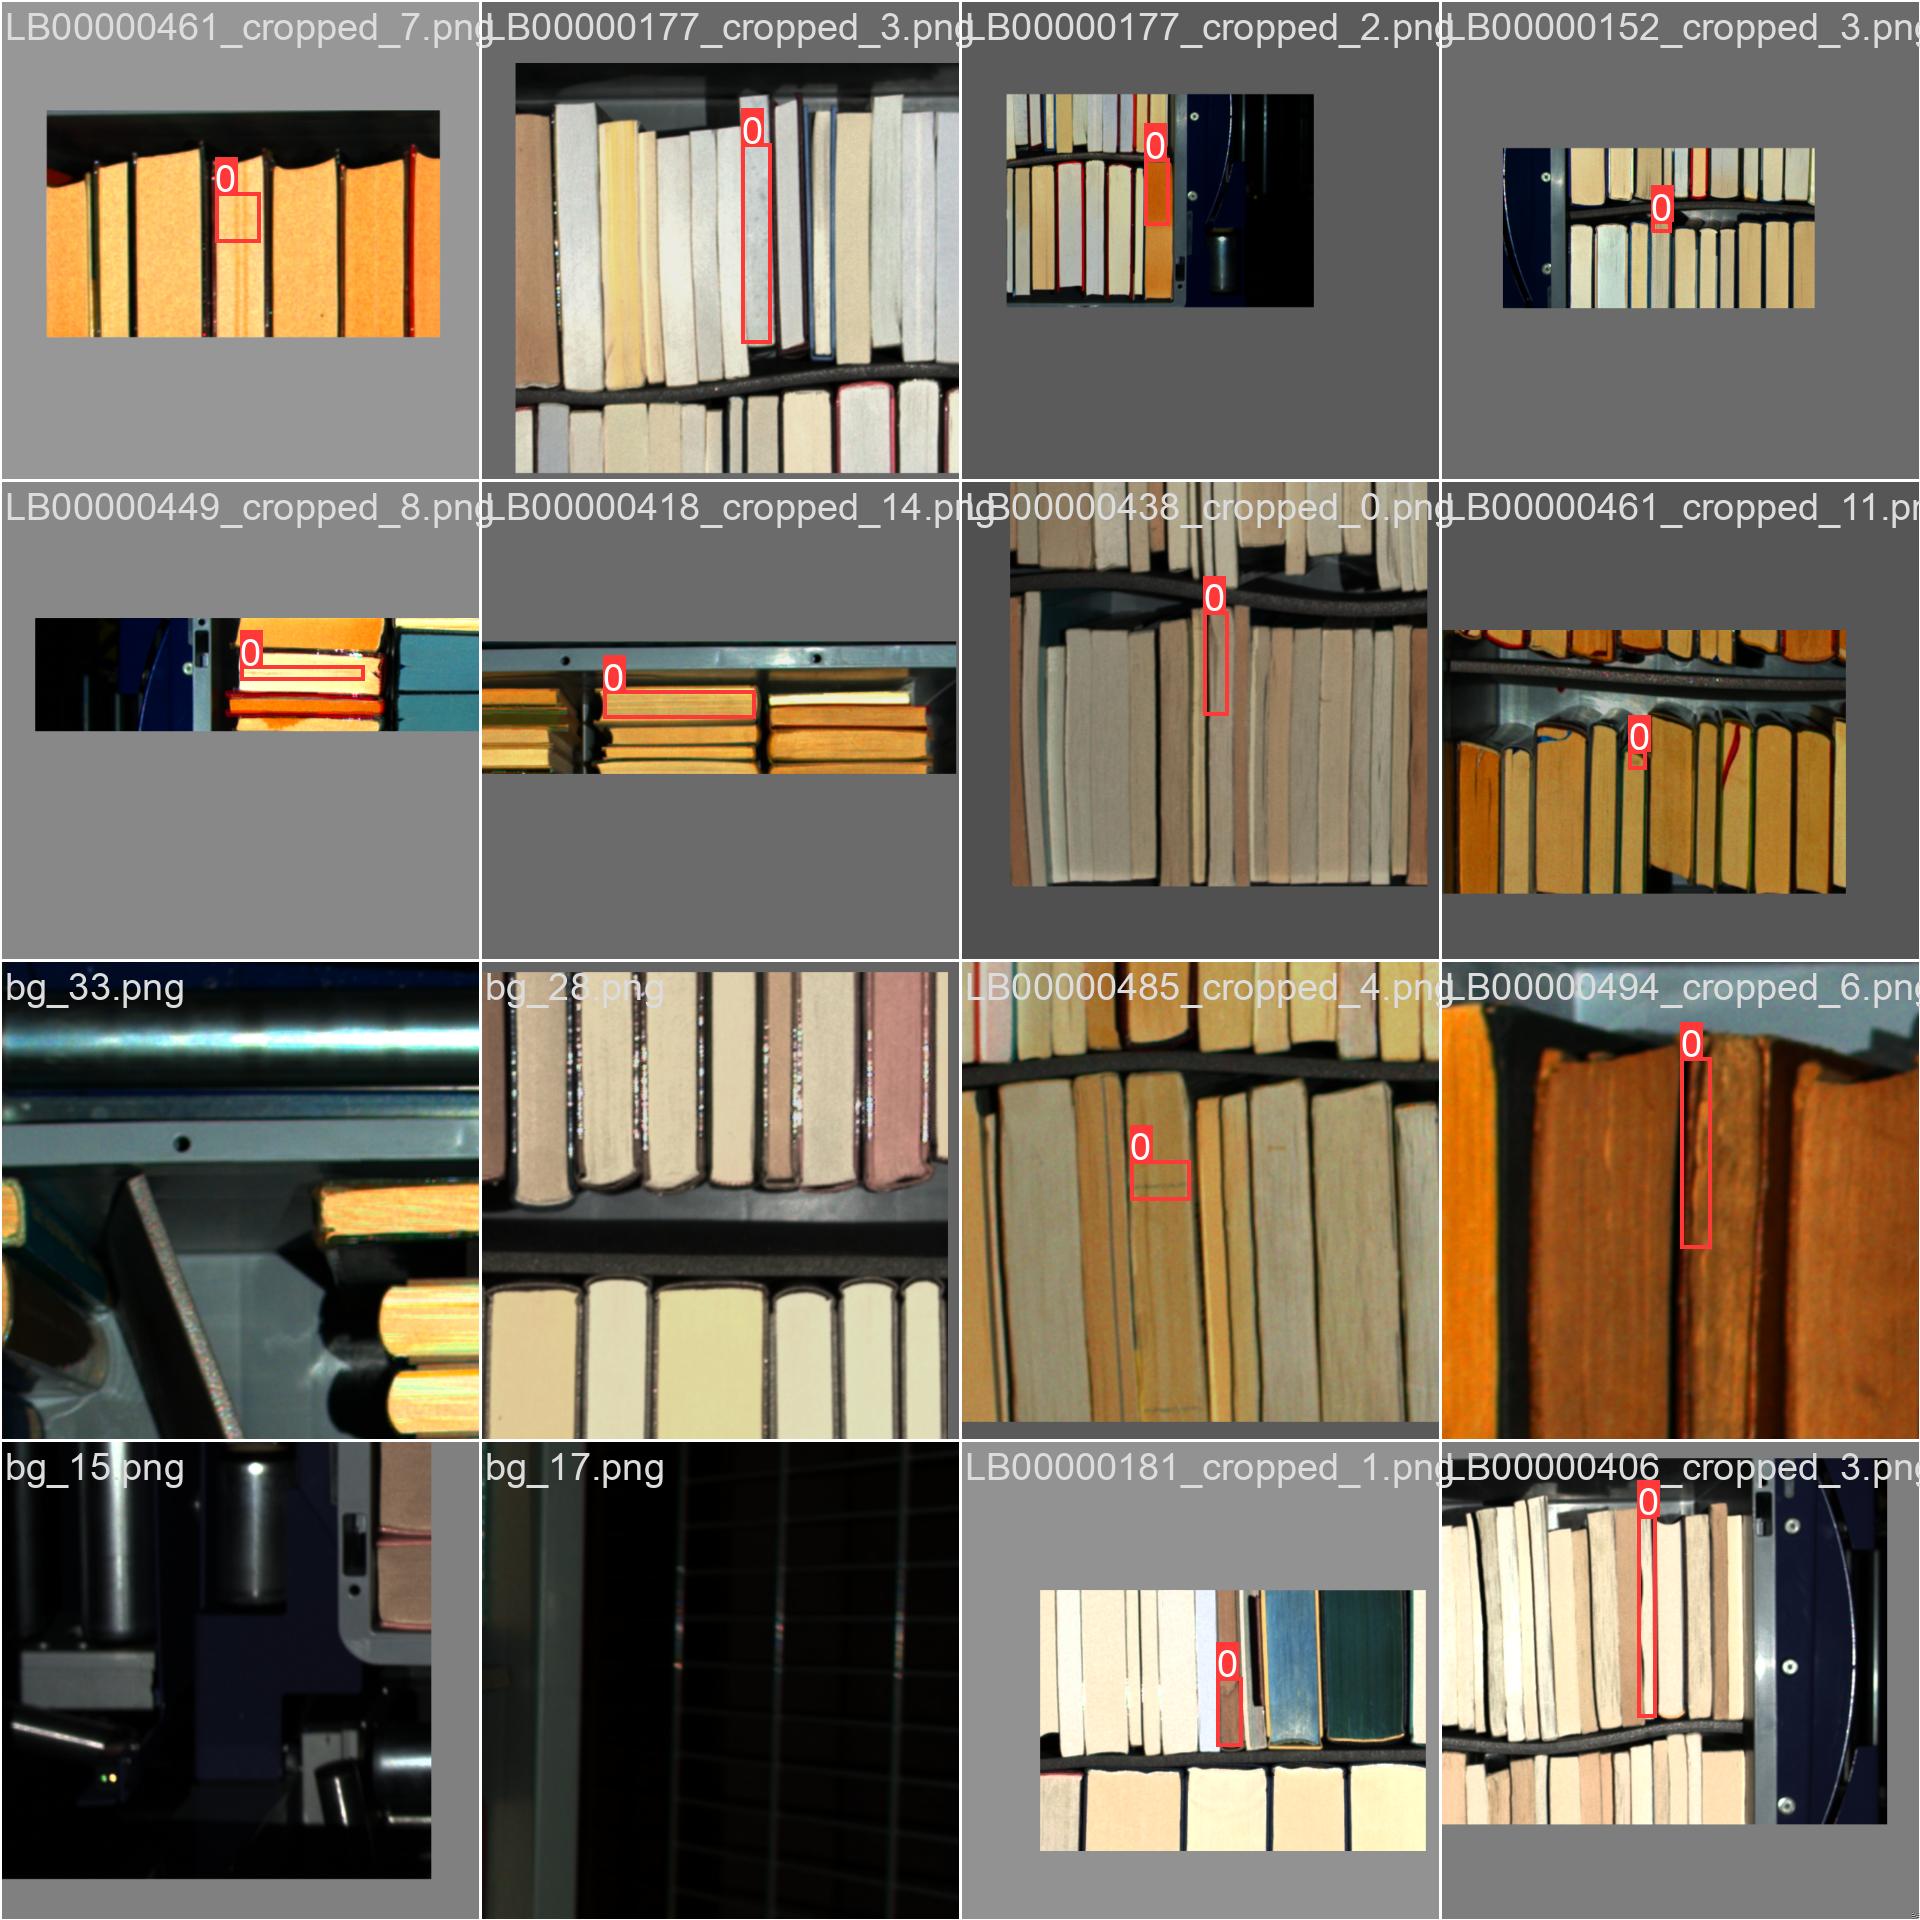 LB00000461_cropped_7.png
LB00000177_cropped_3.png
LB00000177_cropped_2.png
LB00000152_cropped_3.png
0
0
0
0
LB00000449_cropped_8.png
LB00000418_cropped_14.png
LB00000438_cropped_0.png
LB00000461_cropped_11.pn
0
0
0
0
bg_33.png
bg_28.png
LB00000485_cropped_4.png
LB00000494_cropped_6.png
0
0
bg_15.png
bg_17.png
LB00000181_cropped_1.png
LB00000406_cropped_3.png
0
0